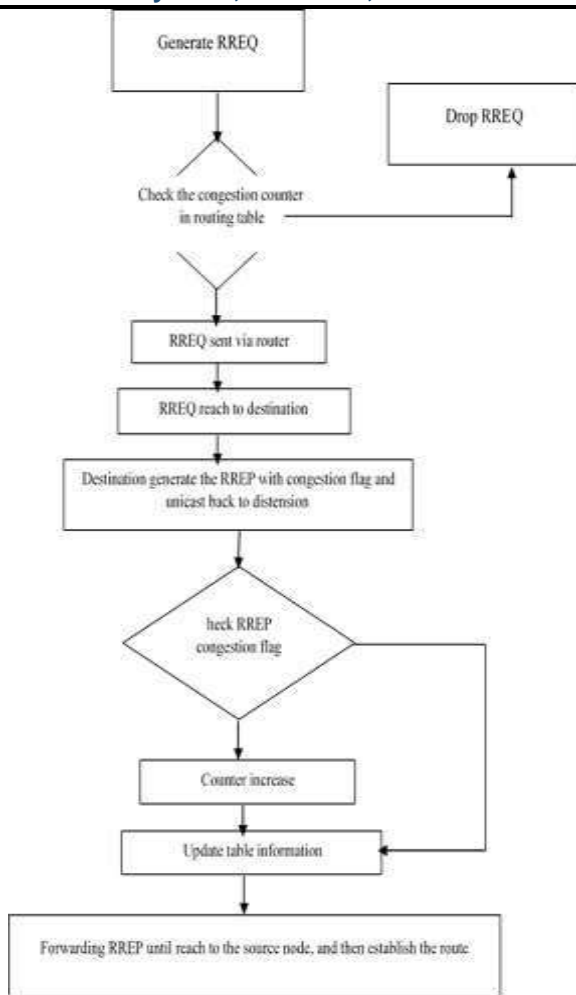 Generate RREQ
Drop RREQ
Check the congestion counter
in routing table
RREQ sent via router
RREQ reach to destination
Destination generate the RREP with congestion flag and
unicast back to distension
heck RREP
congestion flag
Counter increase
Update table information
Forwarding RREP until reach to the source node, and then establish the route